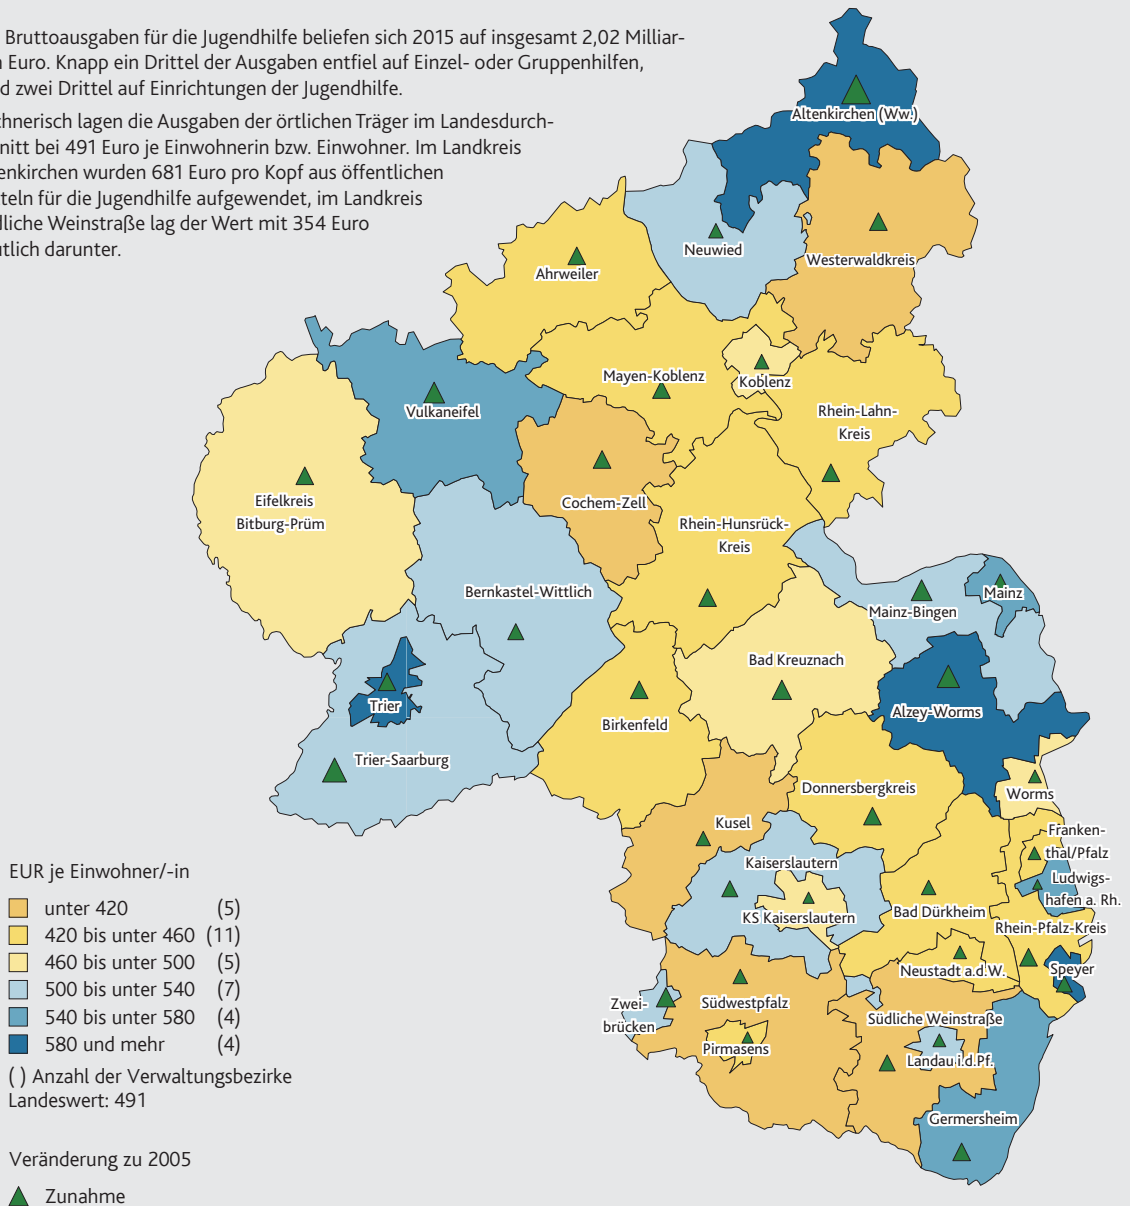 Bruttoausgaben für die Jugendhilfe beliefen sich 2015 auf insgesamt 2,02 Milliar-
n Euro. Knapp ein Drittel der Ausgaben entfiel auf Einzel- oder Gruppenhilfen,
d zwei Drittel auf Einrichtungen der Jugendhilfe.
chnerisch lagen die Ausgaben der örtlichen Träger im Landesdurch-
nitt bei 491 Euro je Einwohnerin bzw. Einwohner. Im Landkreis
enkirchen wurden 681 Euro pro Kopf aus öffentlichen
tteln für die Jugendhilfe aufgewendet, im Landkreis
dliche Weinstraße lag der Wert mit 354 Euro
utlich darunter.
Altenkirchen (Ww.)
Neuwied
Westerwaldkreis
Ahrweiler
Mayen-Koblenz
Koblenz
Vulkaneifel
Rhein-Lahn-
Kreis
Cochem-Zell
Eifelkreis
Bitburg-Prüm
Rhein-Hunsrück-
Kreis
Bernkastel-Wittlich
Mainz
Mainz-Bingen
Bad Kreuznach
Trier
Alzey-Worms
Birkenfeld
Trier-Saarburg
Donnersbergkreis
Worms
Kusel
Franken-
thal/Pfalz
Kaiserslautern
Ludwigs-
hafen a. Rh.
KS Kaiserslautern
Bad Dürkheim
Rhein-Pfalz-Kreis
Neustadt a.d.W.
Speyer
Zwei-
brücken
Südwestpfalz
Südliche Weinstraße
Pirmasens
Landau i.d.Pf.
Germersheim
EUR je Einwohner/-in
unter 420 (5)
420 bis unter 460 (11)
460 bis unter 500 (5)
500 bis unter 540 (7)
540 bis unter 580 (4)
580 und mehr (4)
( ) Anzahl der Verwaltungsbezirke
Landeswert: 491
Veränderung zu 2005
Zunahme